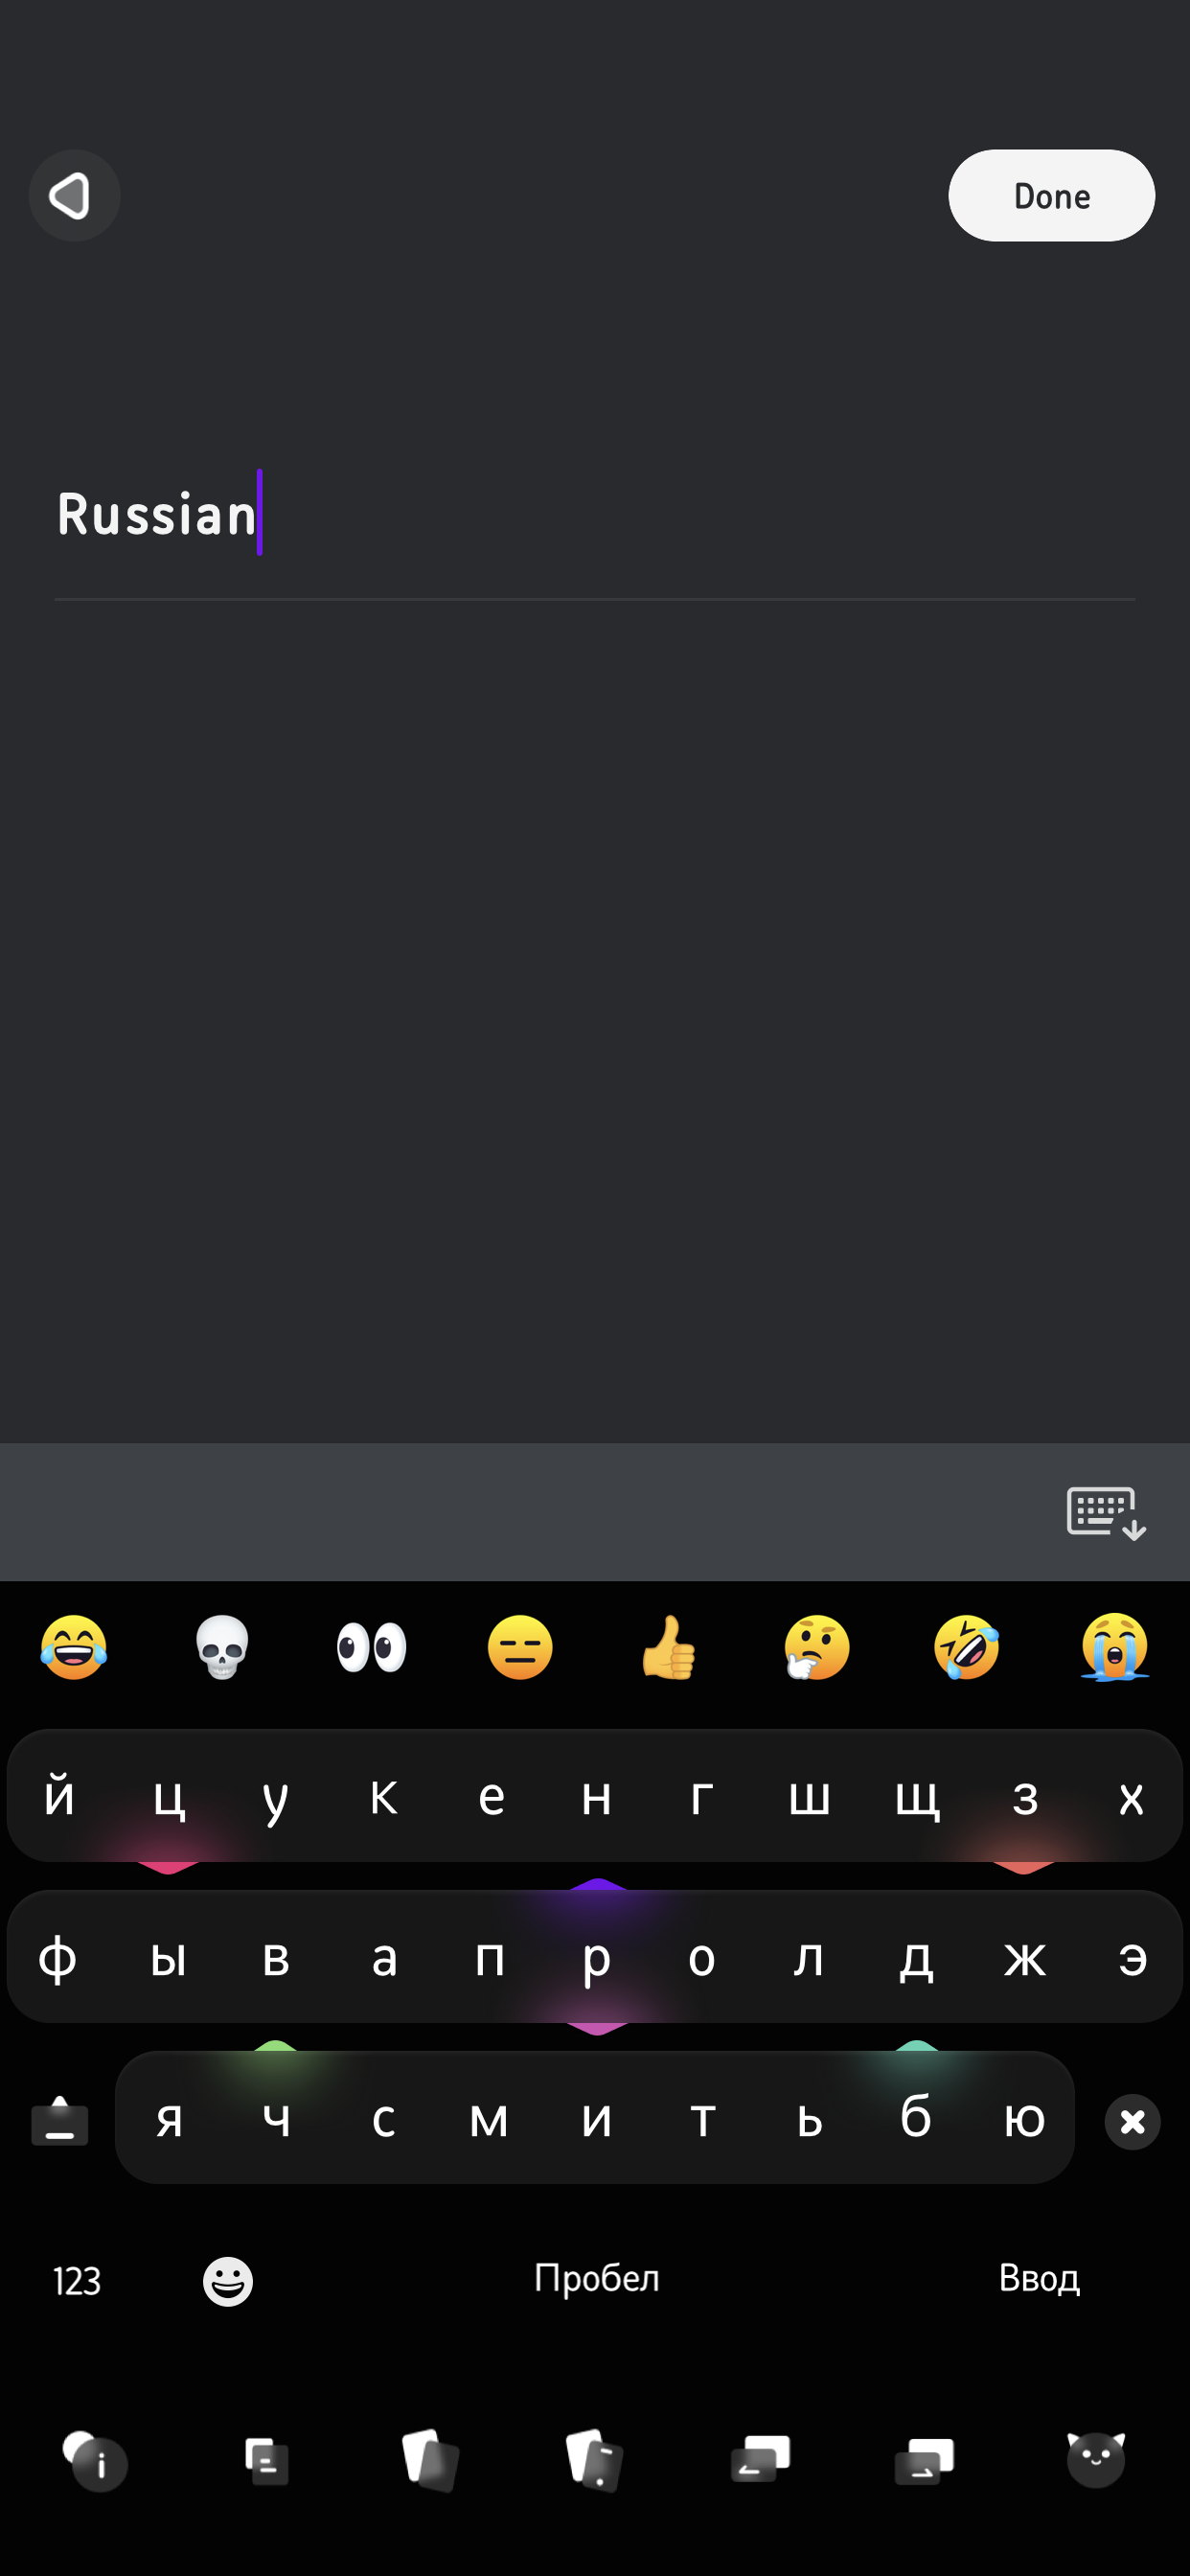 Done
Russian
й ц у к е н г ш щ з х
ф ы в а п р о л д ж э
я ч с м и т ь б ю
123 Пробел Ввод